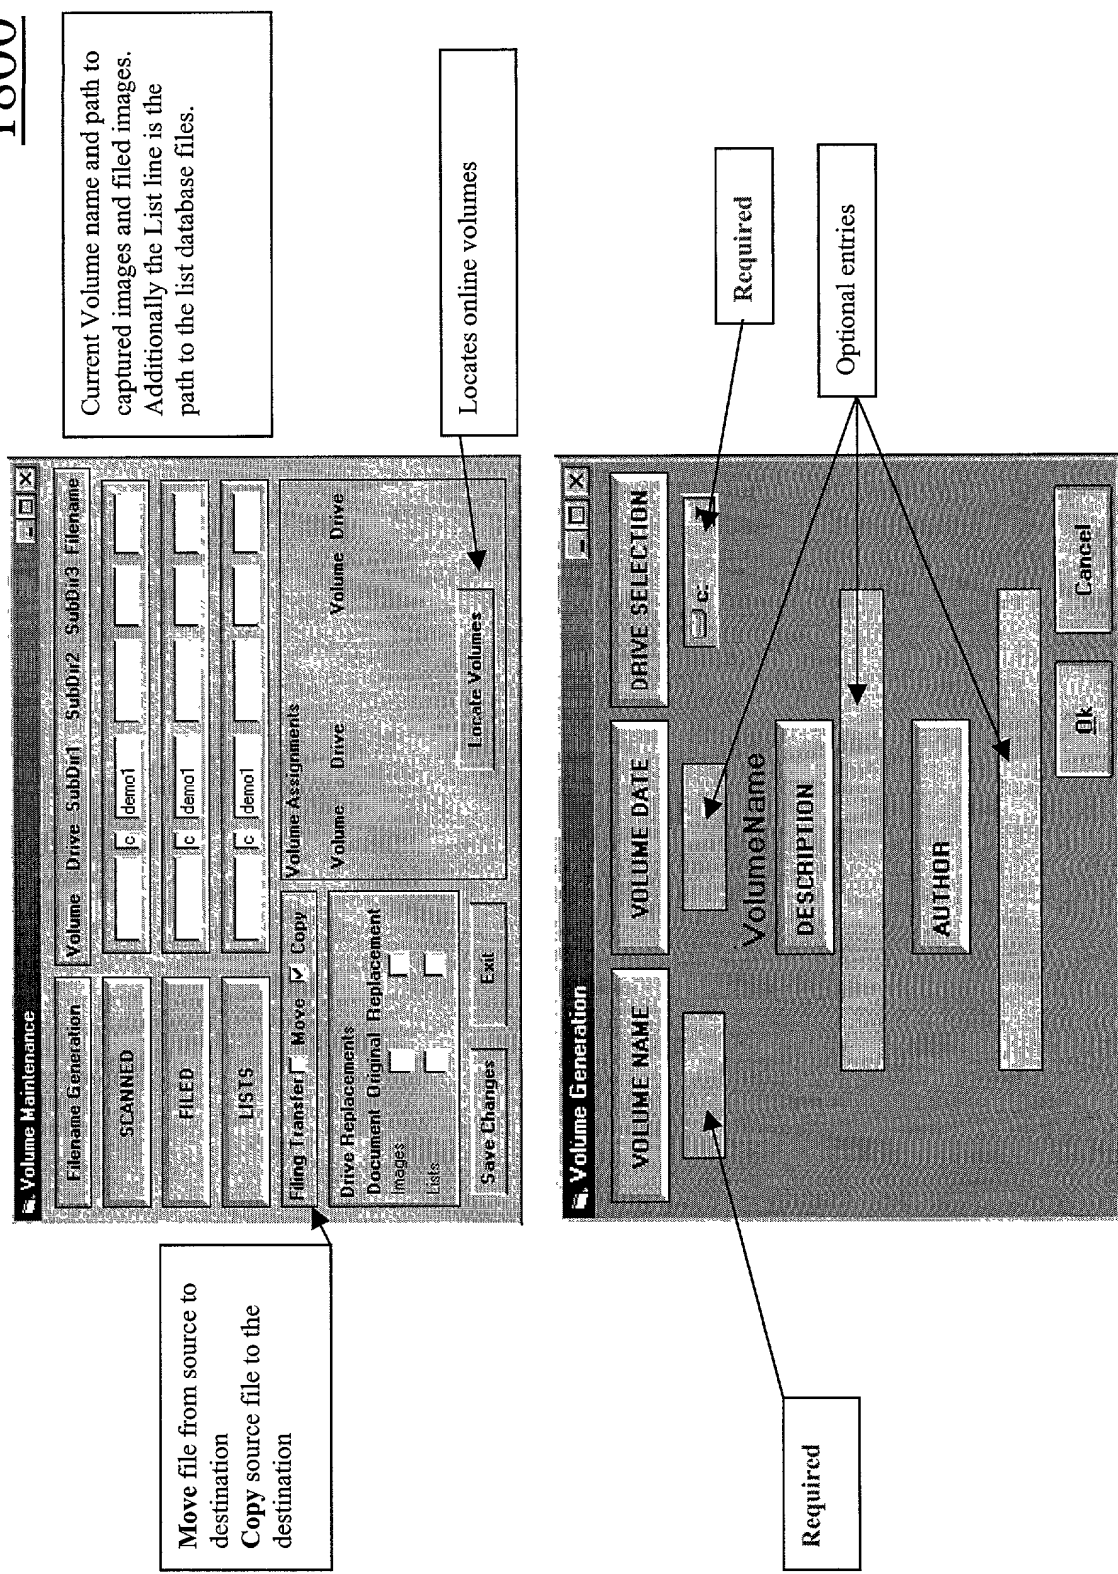 1800
Current Volume name and path to
captured images and filed images.
Additionally the List line is the
path to the list database files.
Locates online volumes
Volume Maintenance
Filename Generation
Volume Drive SubDir1 SubDir2 SubDir3 Filename
SCANNED
c demo1
FILED
c demo1
LISTS
c demo1
Filing Transfer Move Copy
Volume Assignments
Volume Drive Volume Drive
Drive Replacements
Document Original Replacement
Images
Lists
Locate Volumes
Save Changes Exit
Move file from source to
destination
Copy source file to the
destination
Volume Generation
VOLUME NAME VOLUME DATE DRIVE SELECTION
c:
VolumeName
DESCRIPTION
AUTHOR
Ok Cancel
Required
Optional entries
Required